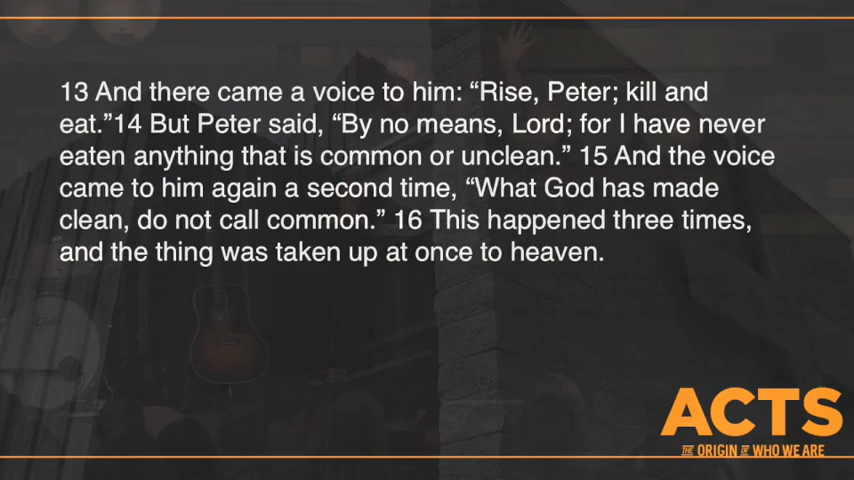 13 And there came a voice to him: “Rise, Peter; kill and
eat.”14 But Peter said, “By no means, Lord; for I have never
eaten anything that is common or unclean.” 15 And the voice
came to him again a second time, “What God has made
clean, do not call common.” 16 This happened three times,
and the thing was taken up at once to heaven.
ACTS
THE ORIGIN OF WHO WE ARE